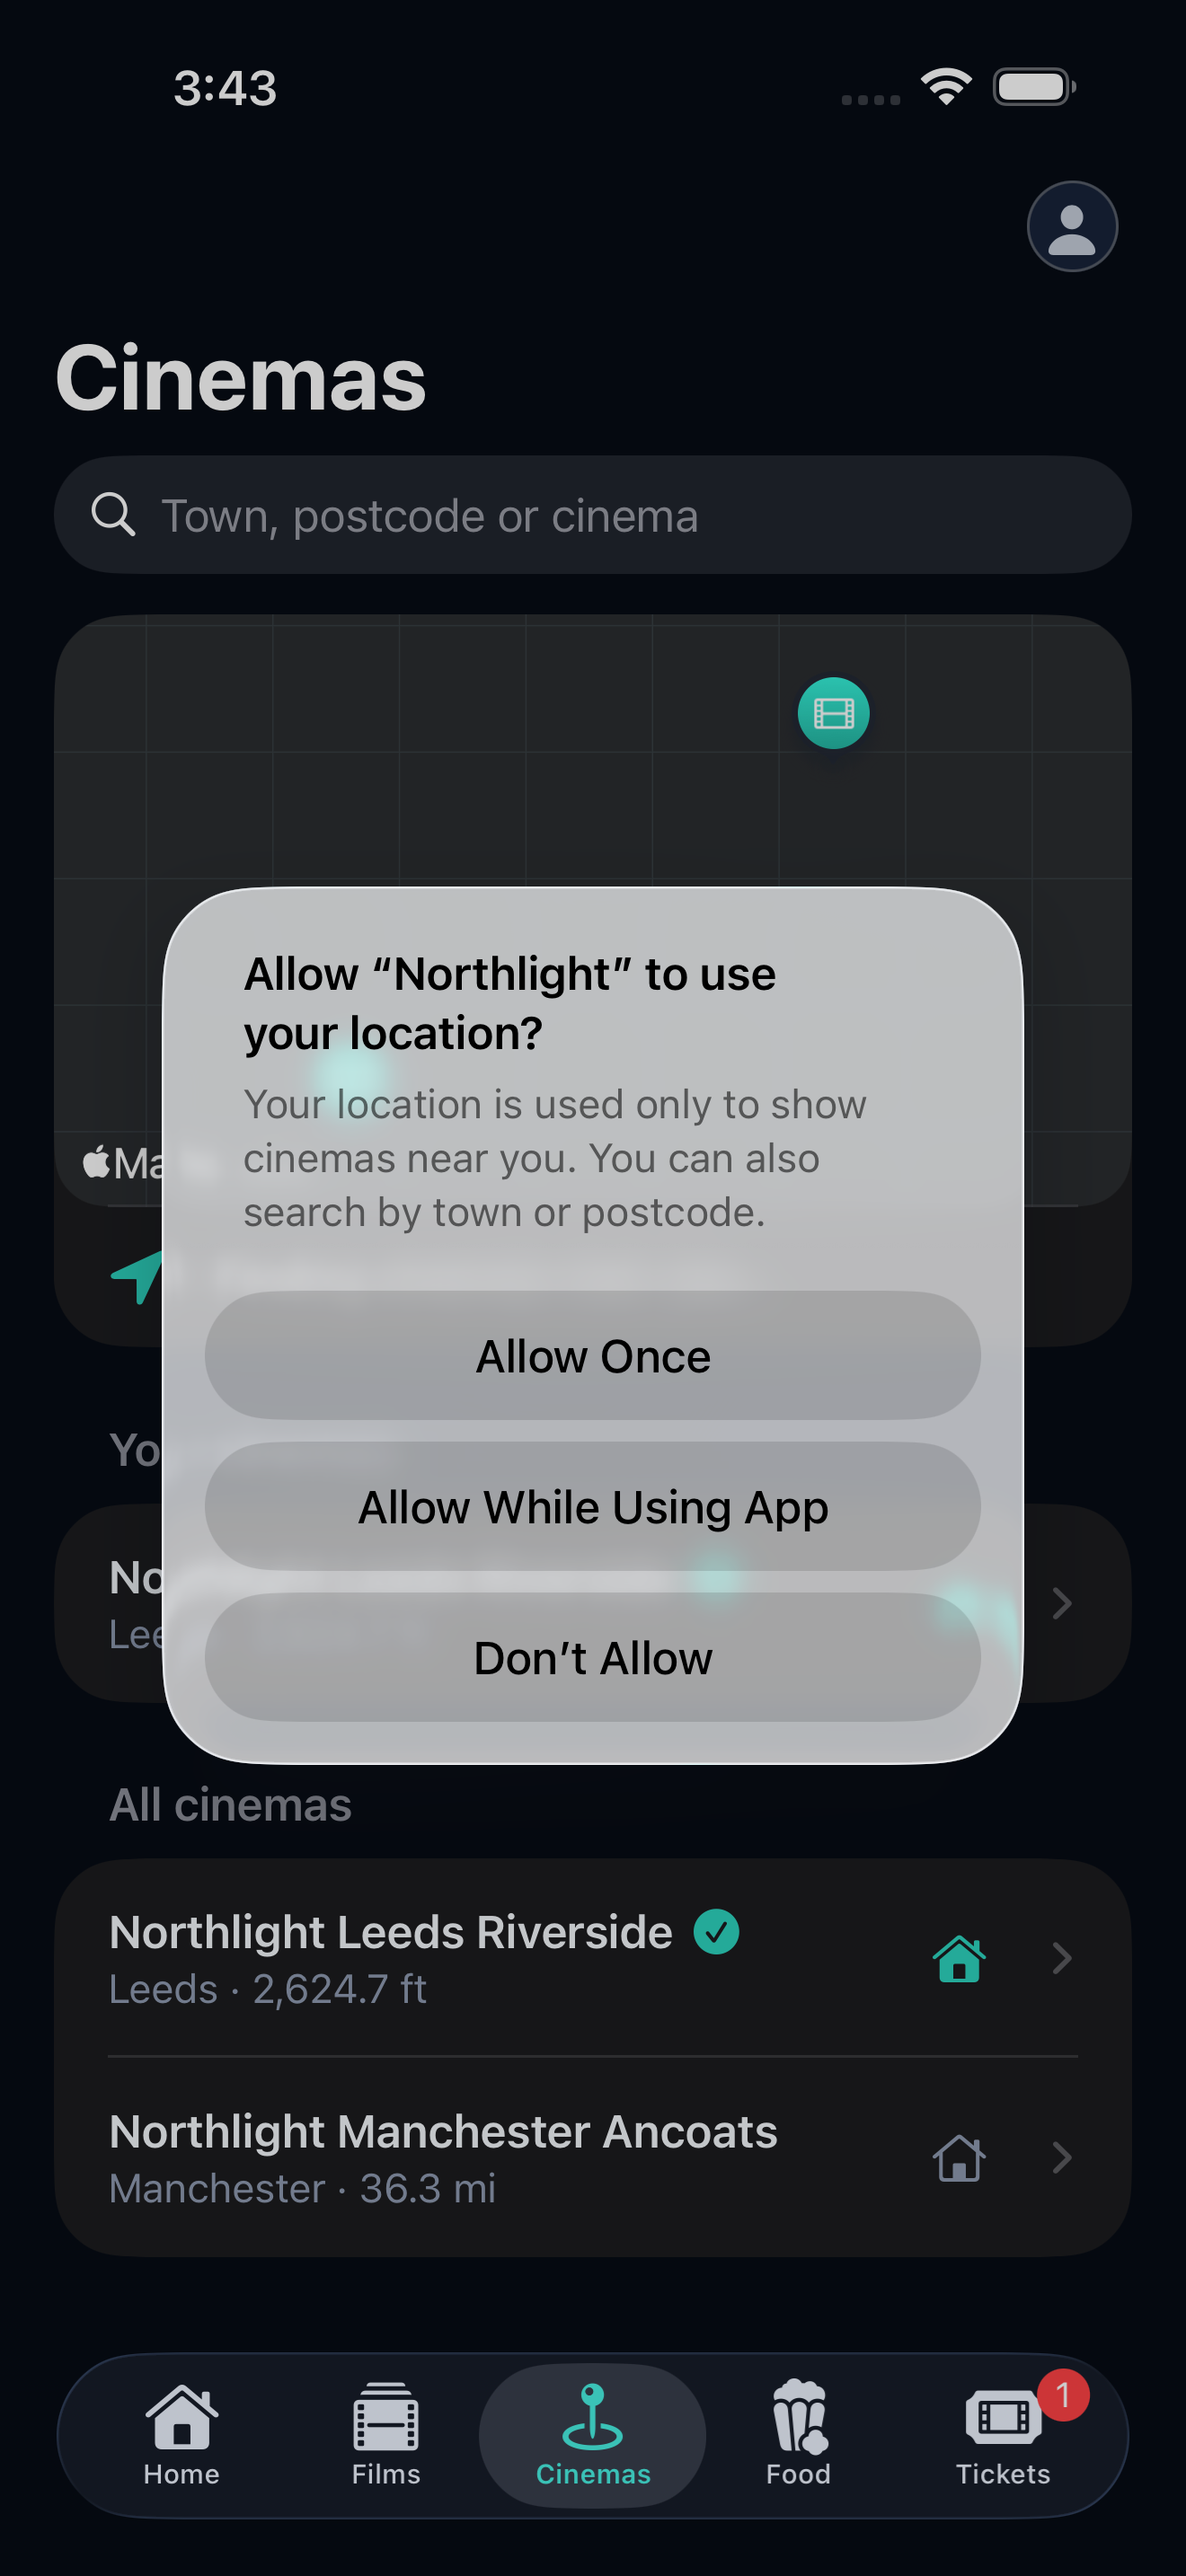 3:43
Cinemas
Town, postcode or cinema
Allow “Northlight” to use
your location?
Your location is used only to show
cinemas near you. You can also
search by town or postcode.
Allow Once
Allow While Using App
Don’t Allow
All cinemas
Northlight Leeds Riverside
Leeds · 2,624.7 ft
Northlight Manchester Ancoats
Manchester · 36.3 mi
1
Home
Films
Cinemas
Food
Tickets